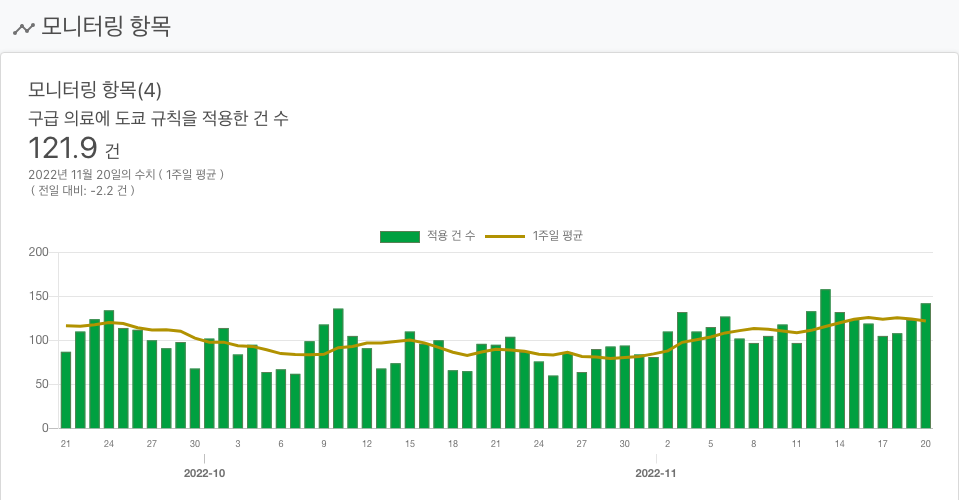 모니터링 항목
모니터링 항목(4)
구급 의료에 도쿄 규칙을 적용한 건 수
121.9 건
2022년 11월 20일의 수치 ( 1주일 평균 )
( 전일 대비: -2.2 건 )
적용 건 수 1주일 평균
200
150
100
50
0
21 24 27 30 3 6 9 12 15 18 21 24 27 30 2 5 8 11 14 17 20
2022-10 2022-11